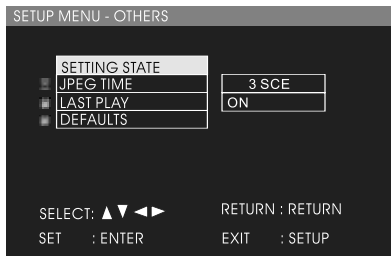 SETUP MENU - OTHERS
SETTING STATE
JPEG TIME 3 SCE
LAST PLAY ON
DEFAULTS
SELECT: ▲▼◄► RETURN : RETURN
SET : ENTER EXIT : SETUP